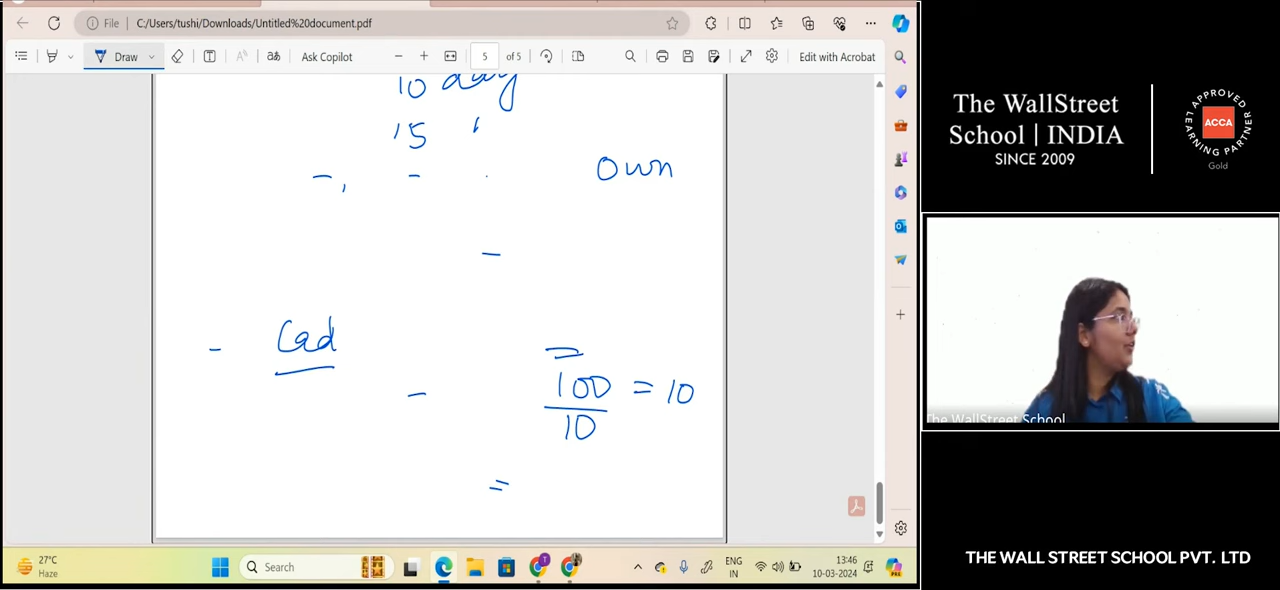 File C:/Users/tushi/Downloads/Untitled%20document.pdf
Draw Ask Copilot 5 of 5 Edit with Acrobat
10 day
15 "
own
Cad
100 = 10
10
=
The WallStreet
School | INDIA
SINCE 2009
APPROVED
ACCA
LEARNING PARTNER
Gold
The WallStreet School
THE WALL STREET SCHOOL PVT. LTD
27°C
Haze
Search
ENG
IN
13:46
10-03-2024